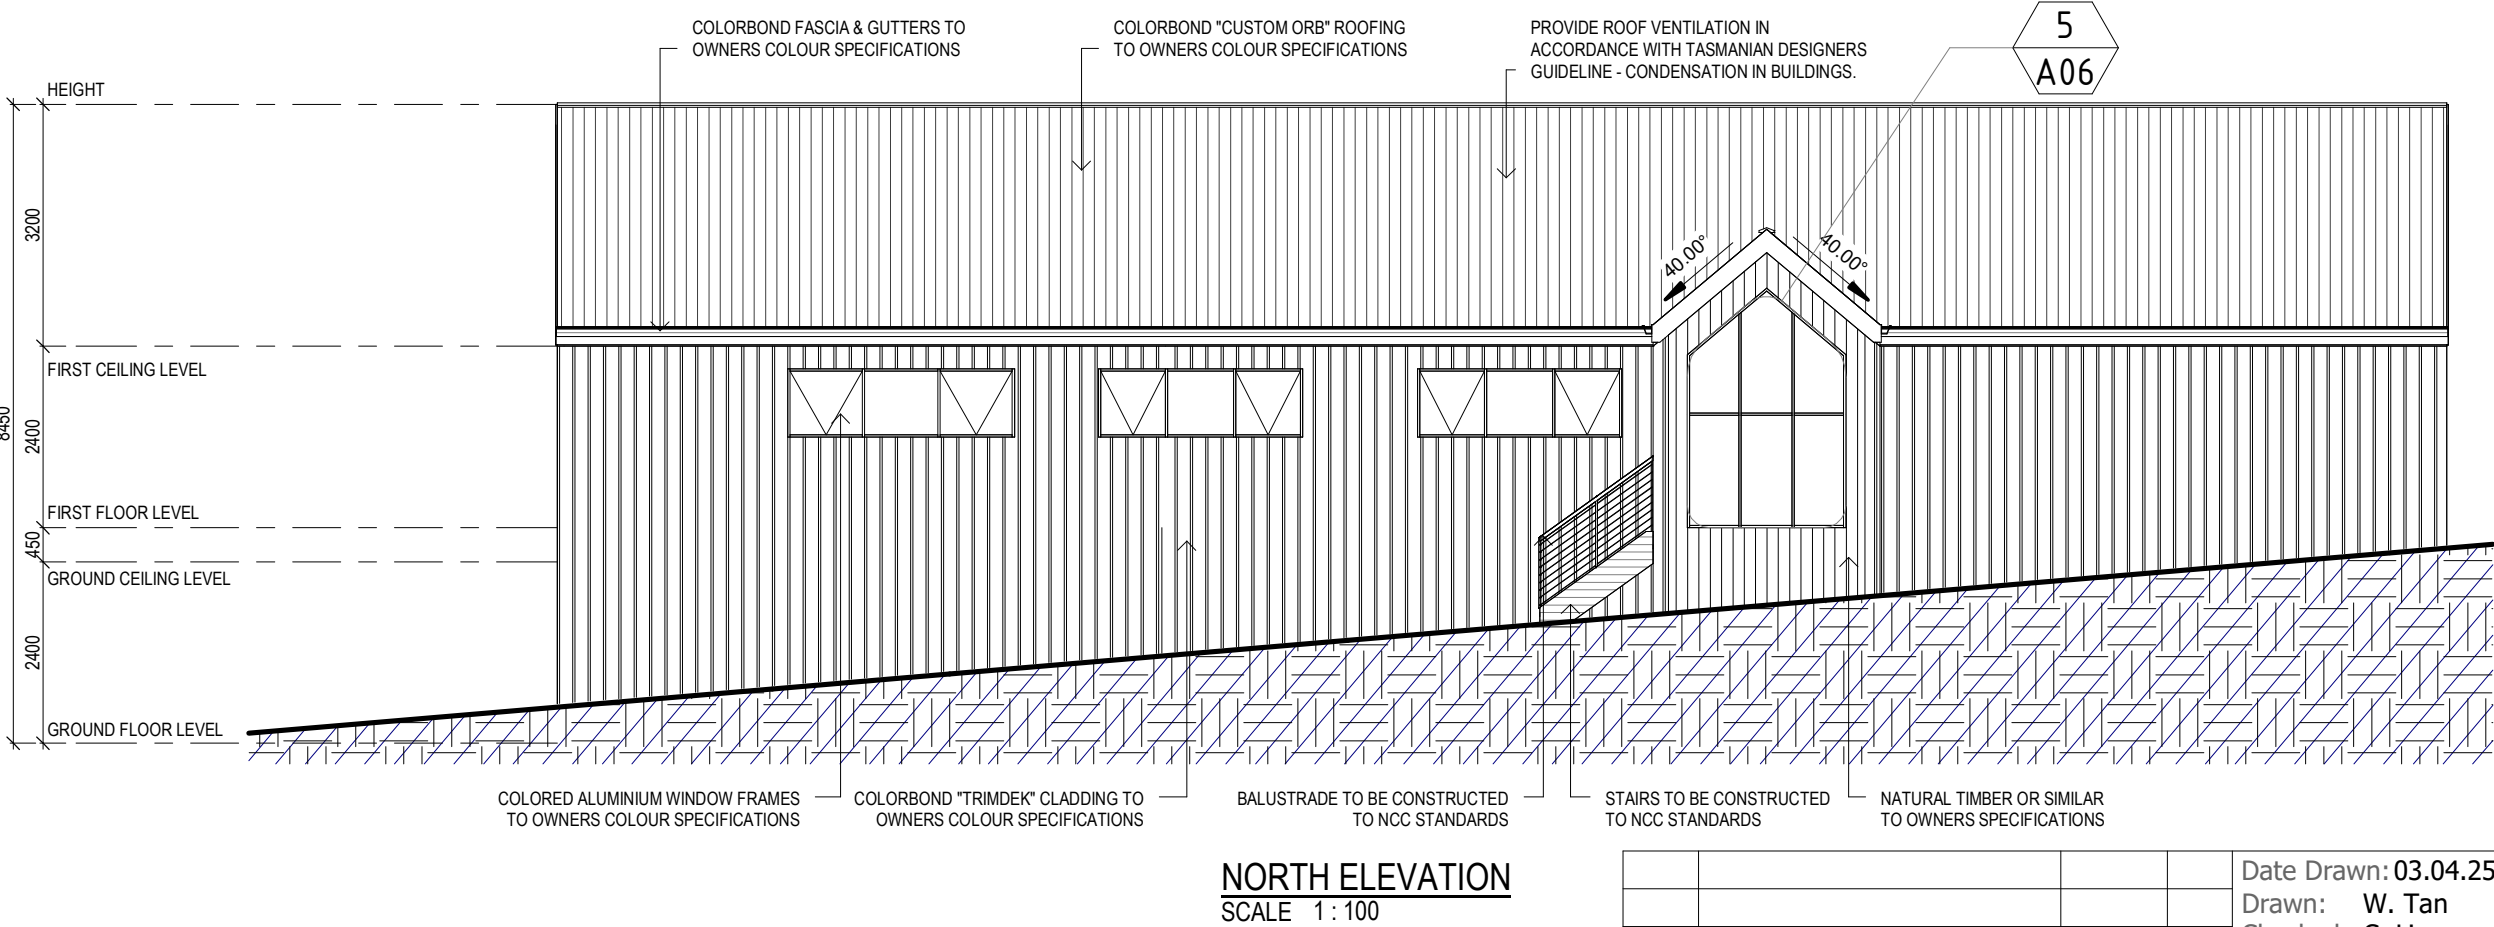 COLORBOND FASCIA & GUTTERS TO
OWNERS COLOUR SPECIFICATIONS
COLORBOND "CUSTOM ORB" ROOFING
TO OWNERS COLOUR SPECIFICATIONS
PROVIDE ROOF VENTILATION IN
ACCORDANCE WITH TASMANIAN DESIGNERS
GUIDELINE - CONDENSATION IN BUILDINGS.
5
A06
HEIGHT
3200
40.00°
40.00°
FIRST CEILING LEVEL
8450
2400
FIRST FLOOR LEVEL
450
GROUND CEILING LEVEL
2400
GROUND FLOOR LEVEL
COLORED ALUMINIUM WINDOW FRAMES
TO OWNERS COLOUR SPECIFICATIONS
COLORBOND "TRIMDEK" CLADDING TO
OWNERS COLOUR SPECIFICATIONS
BALUSTRADE TO BE CONSTRUCTED
TO NCC STANDARDS
STAIRS TO BE CONSTRUCTED
TO NCC STANDARDS
NATURAL TIMBER OR SIMILAR
TO OWNERS SPECIFICATIONS
NORTH ELEVATION
SCALE 1 : 100
Date Drawn: 03.04.25
Drawn: W. Tan